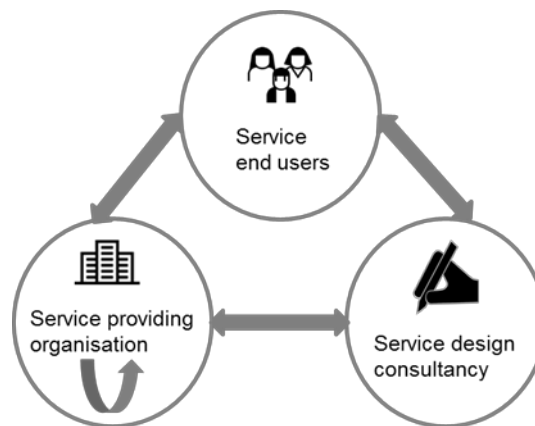 Service
end users
Service providing
organisation
Service design
consultancy